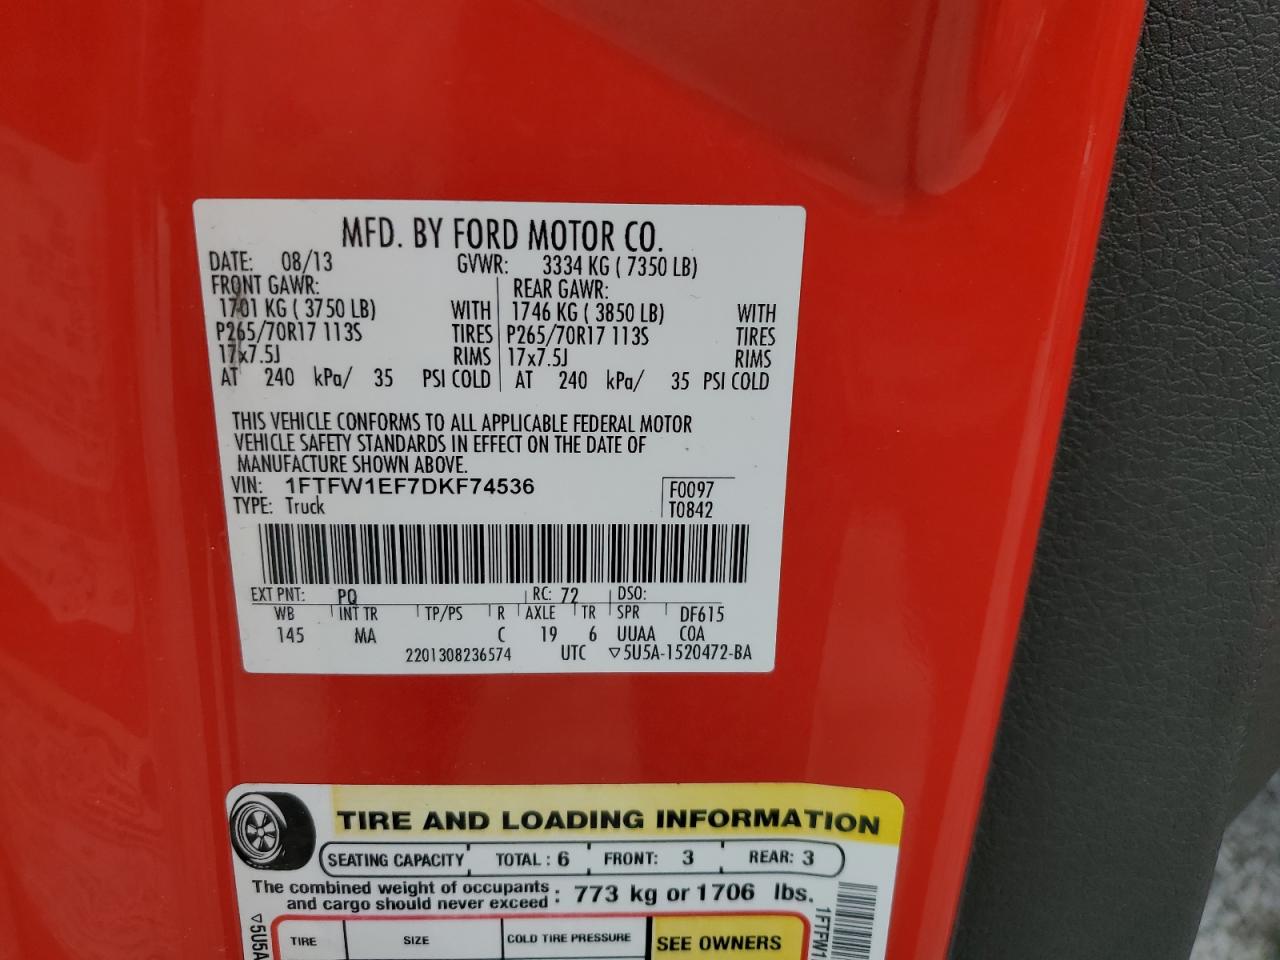 MFD. BY FORD MOTOR CO.
DATE: 08/13 GVWR: 3334 KG ( 7350 LB)
FRONT GAWR: REAR GAWR:
1701 KG ( 3750 LB) WITH 1746 KG ( 3850 LB) WITH
P265/70R17 113S TIRES P265/70R17 113S TIRES
17x7.5J RIMS 17x7.5J RIMS
AT 240 kPa/ 35 PSI COLD AT 240 kPa/ 35 PSI COLD
THIS VEHICLE CONFORMS TO ALL APPLICABLE FEDERAL MOTOR
VEHICLE SAFETY STANDARDS IN EFFECT ON THE DATE OF
MANUFACTURE SHOWN ABOVE.
VIN: 1FTFW1EF7DKF74536 F0097
TYPE: Truck T0842
EXT PNT: PQ RC: 72 DSO:
WB INT TR TP/PS R AXLE TR SPR DF615
145 MA C 19 6 UUAA COA
2201308236574 UTC ▽5U5A-1520472-BA
TIRE AND LOADING INFORMATION
SEATING CAPACITY TOTAL : 6 FRONT: 3 REAR: 3
The combined weight of occupants
and cargo should never exceed : 773 kg or 1706 lbs.
TIRE SIZE COLD TIRE PRESSURE SEE OWNERS
▽5U5A
1FTFW1